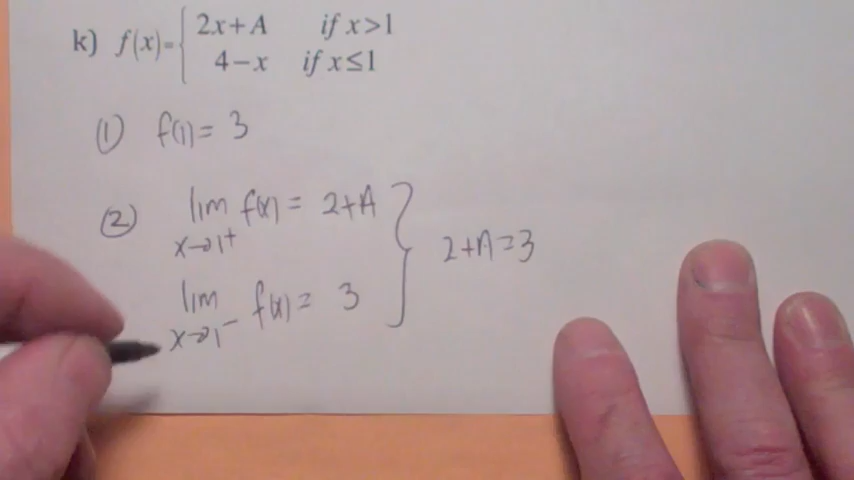 k) f(x)= { 2x+A if x>1
4−x if x≤1
① f(1)= 3
② lim f(x) = 2+A
x→1⁺
2+A=3
lim f(x) = 3
x→1⁻